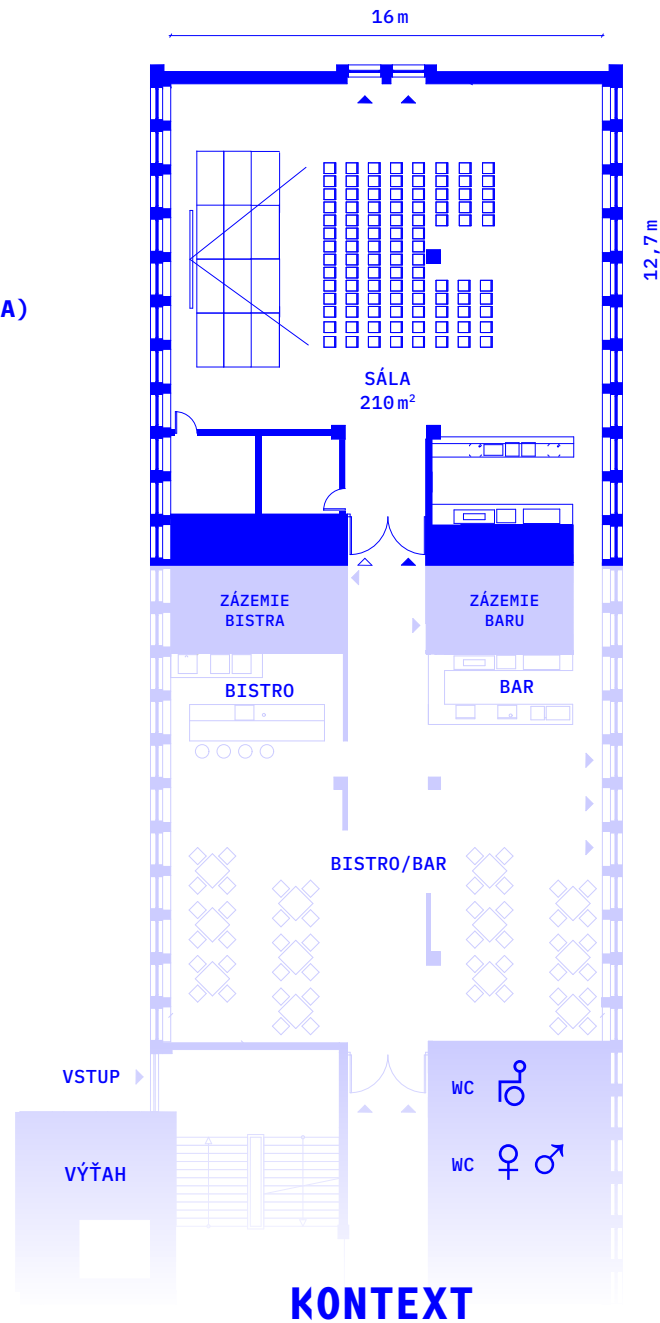 16 m
12,7 m
A)
SÁLA
210 m²
ZÁZEMIE
BISTRA
ZÁZEMIE
BARU
BISTRO
BAR
BISTRO/BAR
VSTUP
WC
VÝŤAH
WC
KONTEXT